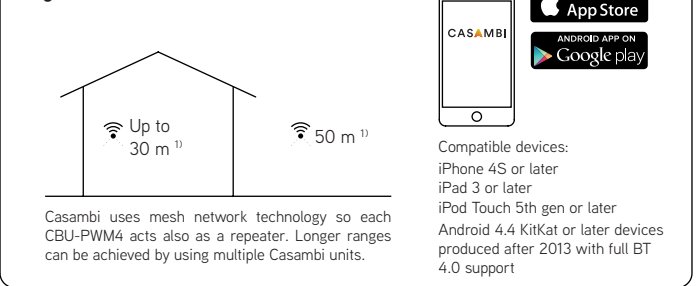 App Store
CASAMBI
ANDROID APP ON
Google play
Up to
30 m 1)
50 m 1)
Casambi uses mesh network technology so each
CBU-PWM4 acts also as a repeater. Longer ranges
can be achieved by using multiple Casambi units.
Compatible devices:
iPhone 4S or later
iPad 3 or later
iPod Touch 5th gen or later
Android 4.4 KitKat or later devices
produced after 2013 with full BT
4.0 support